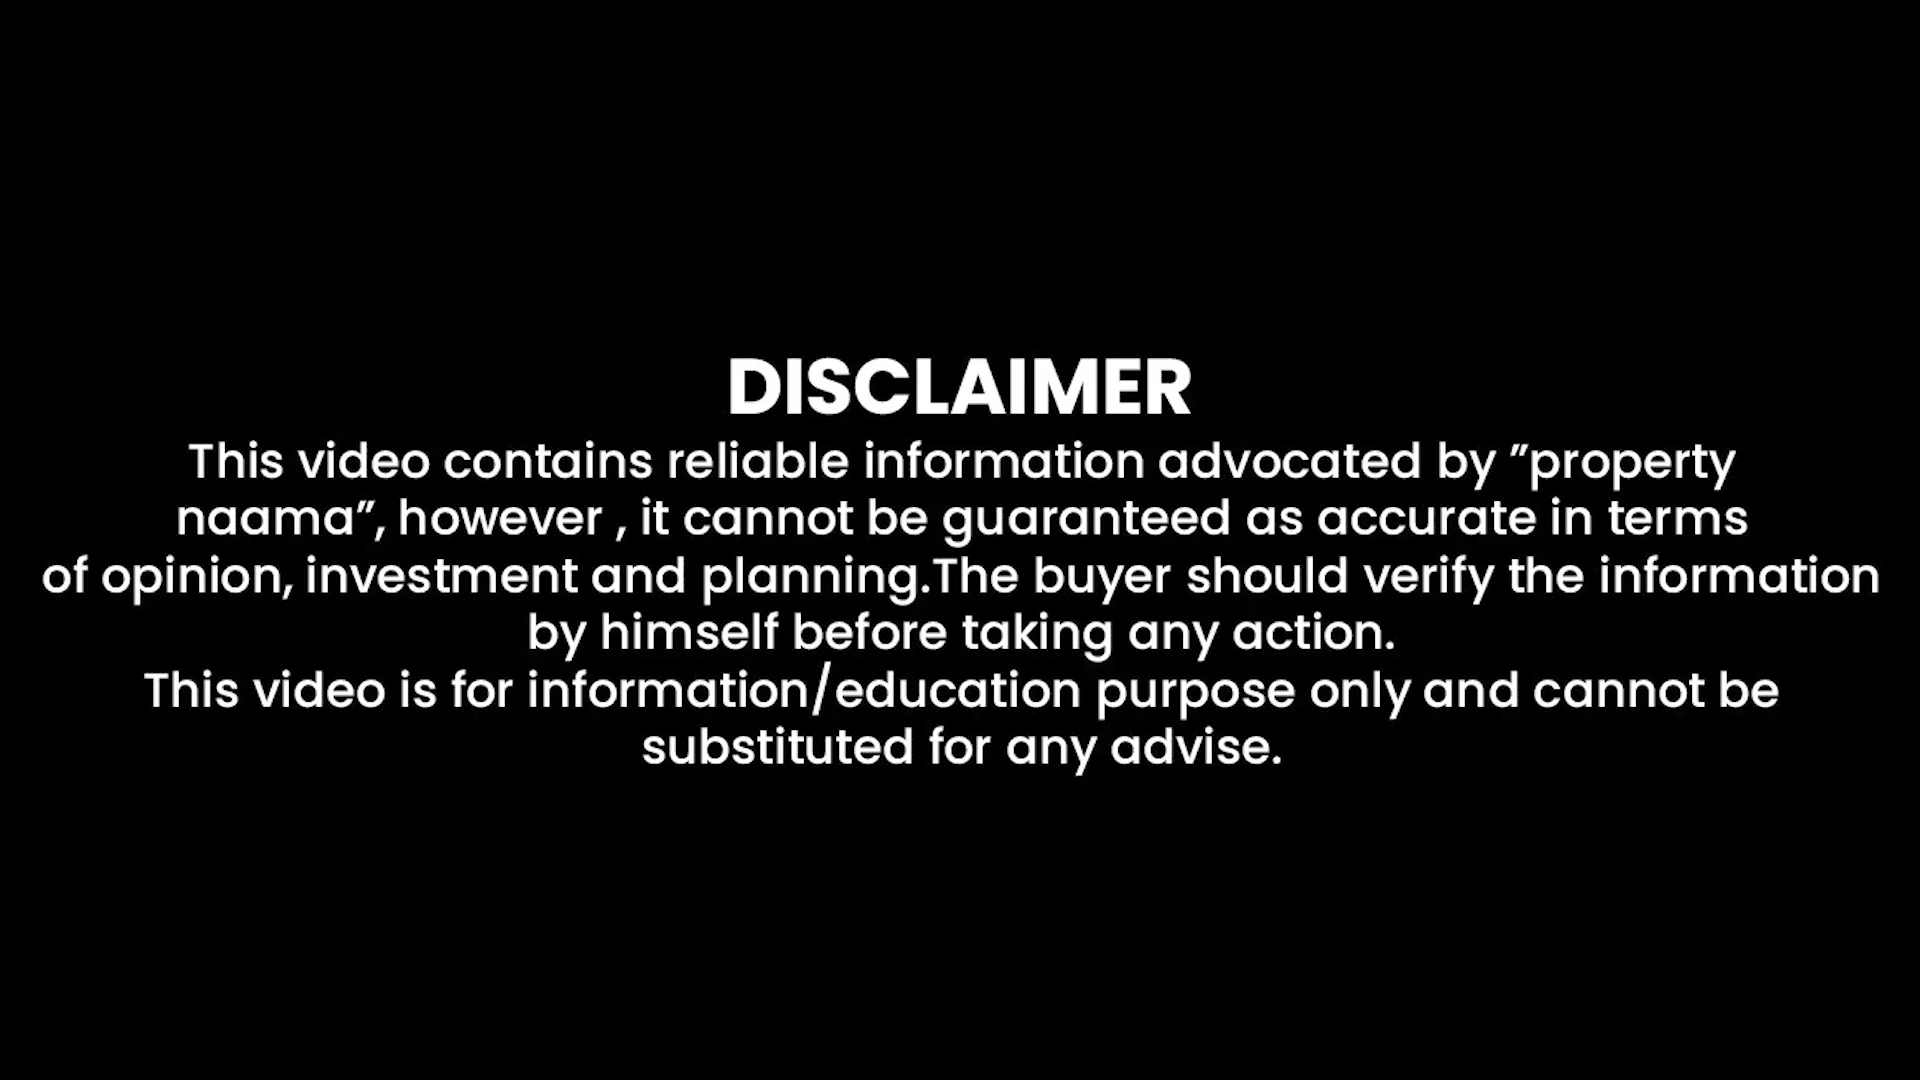 DISCLAIMER
This video contains reliable information advocated by ”property
naama”, however , it cannot be guaranteed as accurate in terms
of opinion, investment and planning.The buyer should verify the information
by himself before taking any action.
This video is for information/education purpose only and cannot be
substituted for any advise.